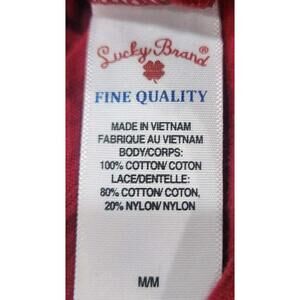 Lucky Brand®
FINE QUALITY
MADE IN VIETNAM
FABRIQUE AU VIETNAM
BODY/CORPS:
100% COTTON/ COTON
LACE/DENTELLE:
80% COTTON/ COTON,
20% NYLON/ NYLON
M/M